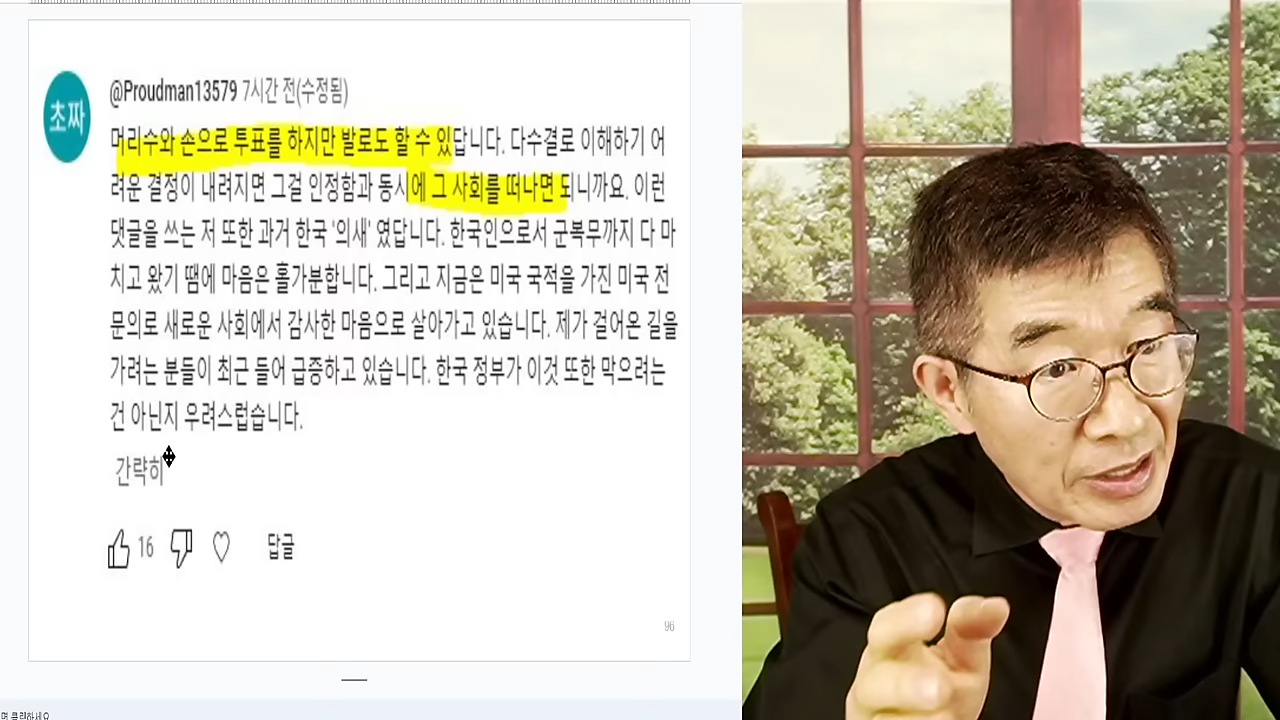 초짜
@Proudman13579 7시간 전(수정됨)
머리수와 손으로 투표를 하지만 발로도 할 수 있답니다. 다수결로 이해하기 어
려운 결정이 내려지면 그걸 인정함과 동시에 그 사회를 떠나면 되니까요. 이런
댓글을 쓰는 저 또한 과거 한국 '의새' 였답니다. 한국인으로서 군복무까지 다 마
치고 왔기 땜에 마음은 홀가분합니다. 그리고 지금은 미국 국적을 가진 미국 전
문의로 새로운 사회에서 감사한 마음으로 살아가고 있습니다. 제가 걸어온 길을
가려는 분들이 최근 들어 급증하고 있습니다. 한국 정부가 이것 또한 막으려는
건 아닌지 우려스럽습니다.
간략히
16
답글
96